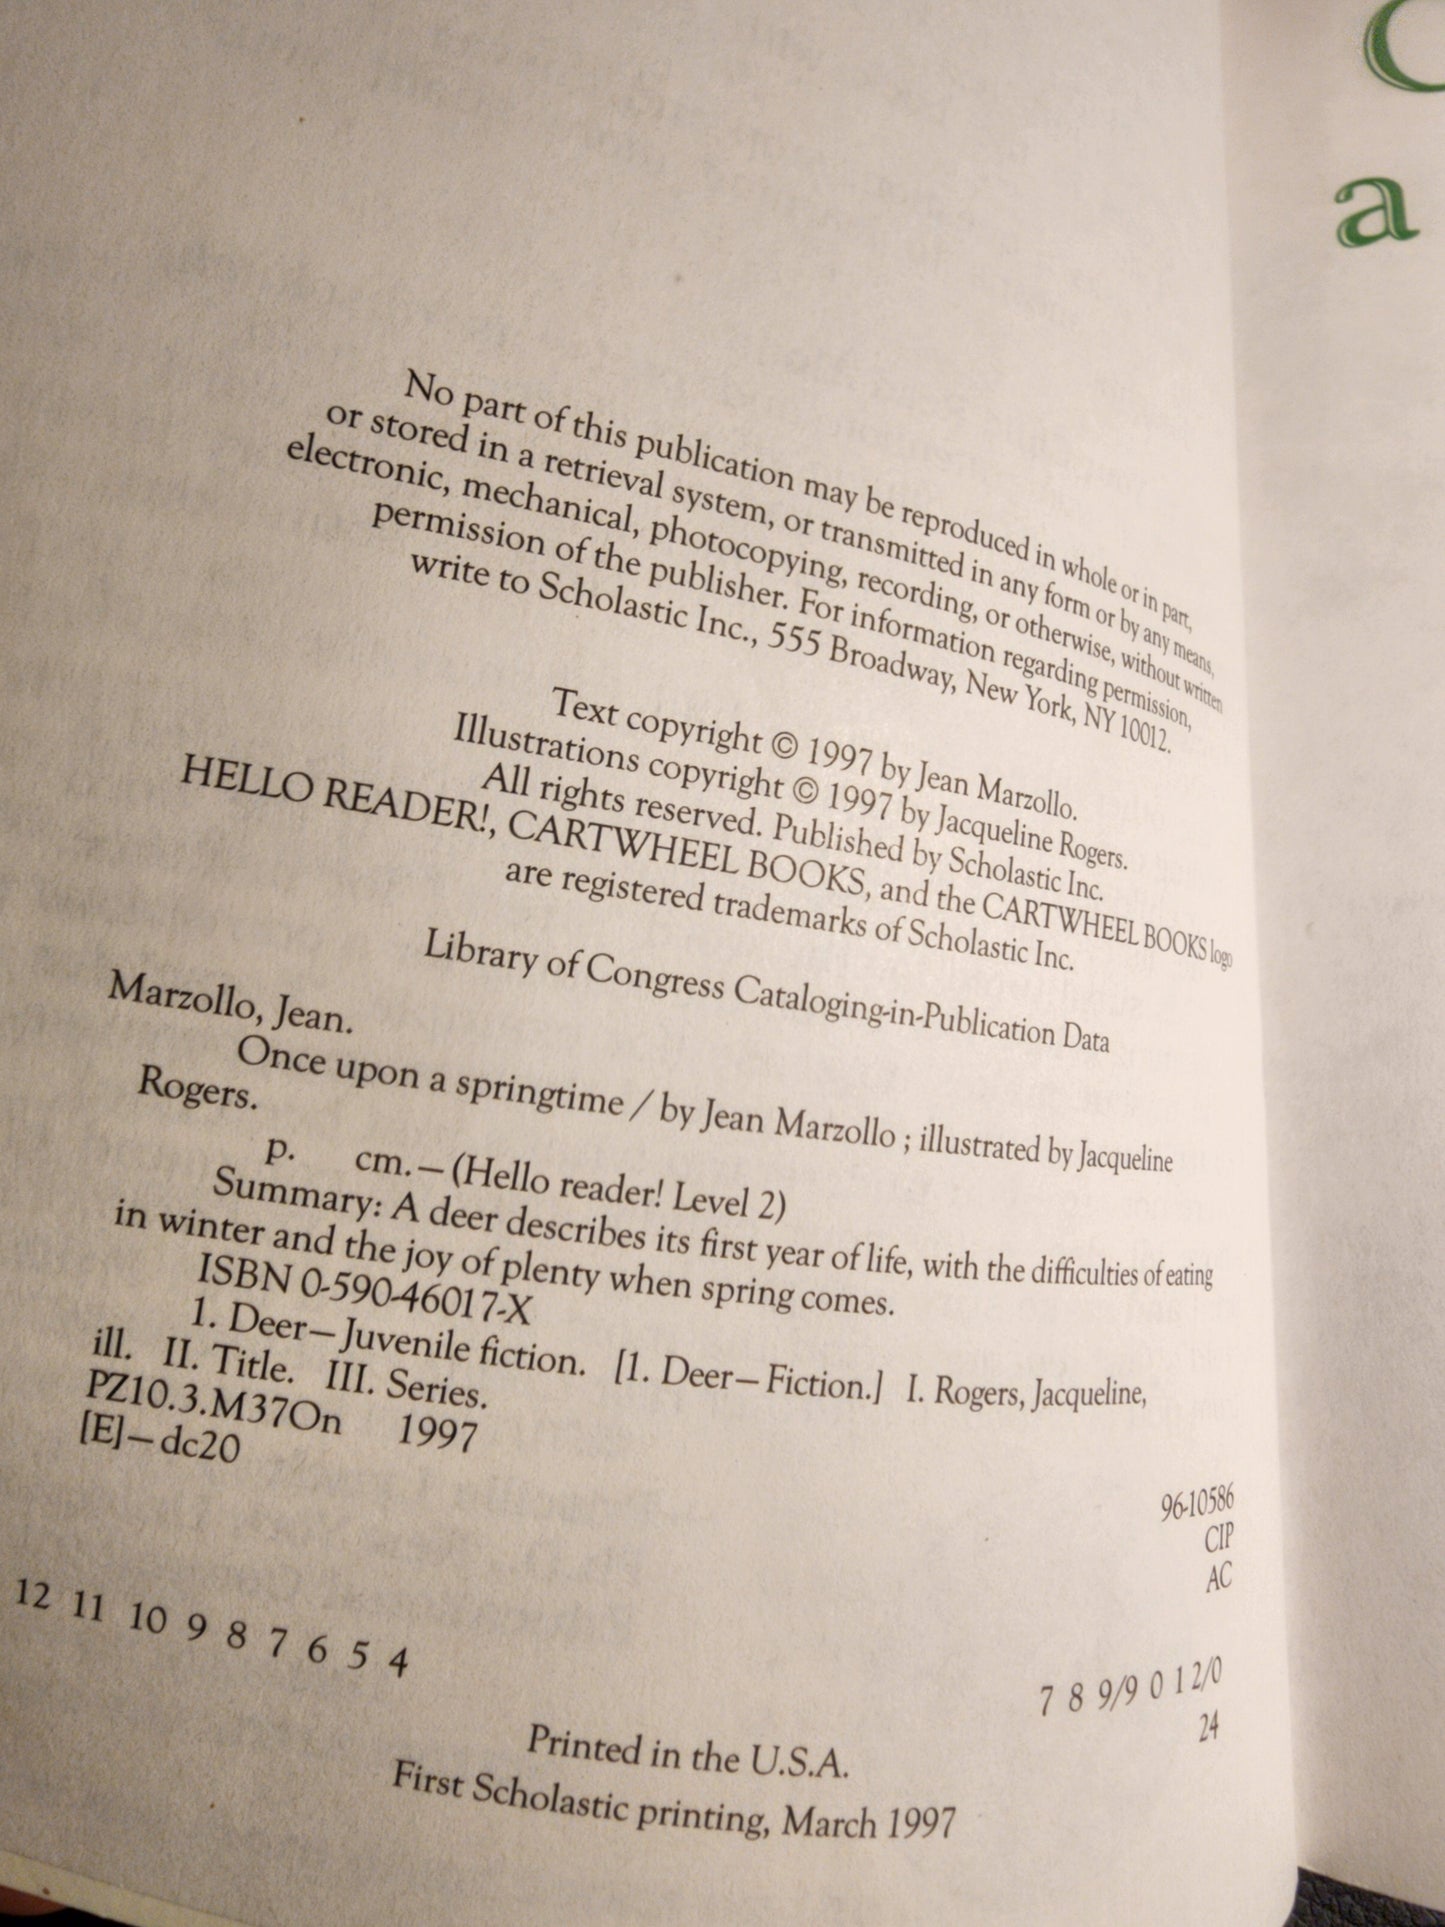 No part of this publication may be reproduced in whole or in part,
or stored in a retrieval system, or transmitted in any form or by any means,
electronic, mechanical, photocopying, recording, or otherwise, without written
permission of the publisher. For information regarding permission,
write to Scholastic Inc., 555 Broadway, New York, NY 10012.
Text copyright © 1997 by Jean Marzollo.
Illustrations copyright © 1997 by Jacqueline Rogers.
All rights reserved. Published by Scholastic Inc.
HELLO READER!, CARTWHEEL BOOKS, and the CARTWHEEL BOOKS logo
are registered trademarks of Scholastic Inc.
Library of Congress Cataloging-in-Publication Data
Marzollo, Jean.
Once upon a springtime / by Jean Marzollo ; illustrated by Jacqueline
Rogers.
p. cm.—(Hello reader! Level 2)
Summary: A deer describes its first year of life, with the difficulties of eating
in winter and the joy of plenty when spring comes.
ISBN 0-590-46017-X
1. Deer—Juvenile fiction. [1. Deer—Fiction.] I. Rogers, Jacqueline,
ill. II. Title. III. Series.
PZ10.3.M37On 1997
[E]—dc20
96-10586
CIP
AC
12 11 10 9 8 7 6 5 4
7 8 9/9 0 1 2/0
24
Printed in the U.S.A.
First Scholastic printing, March 1997
a